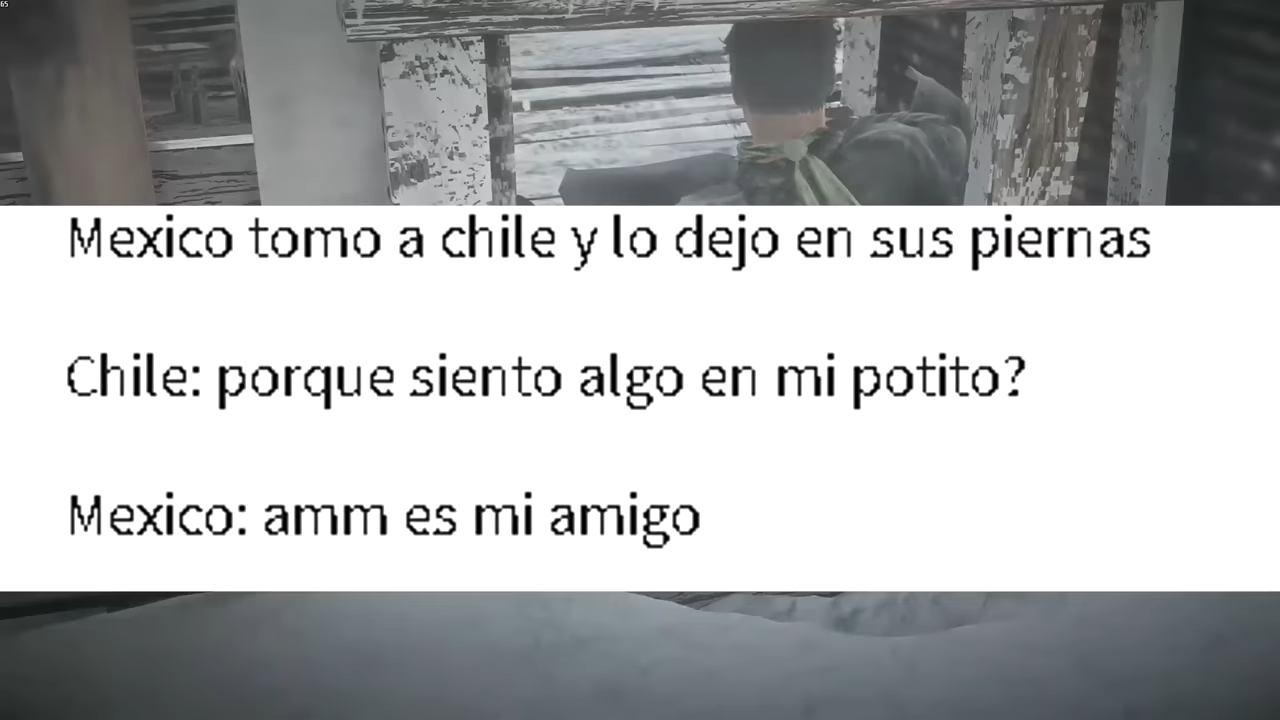 65
Mexico tomo a chile y lo dejo en sus piernas
Chile: porque siento algo en mi potito?
Mexico: amm es mi amigo